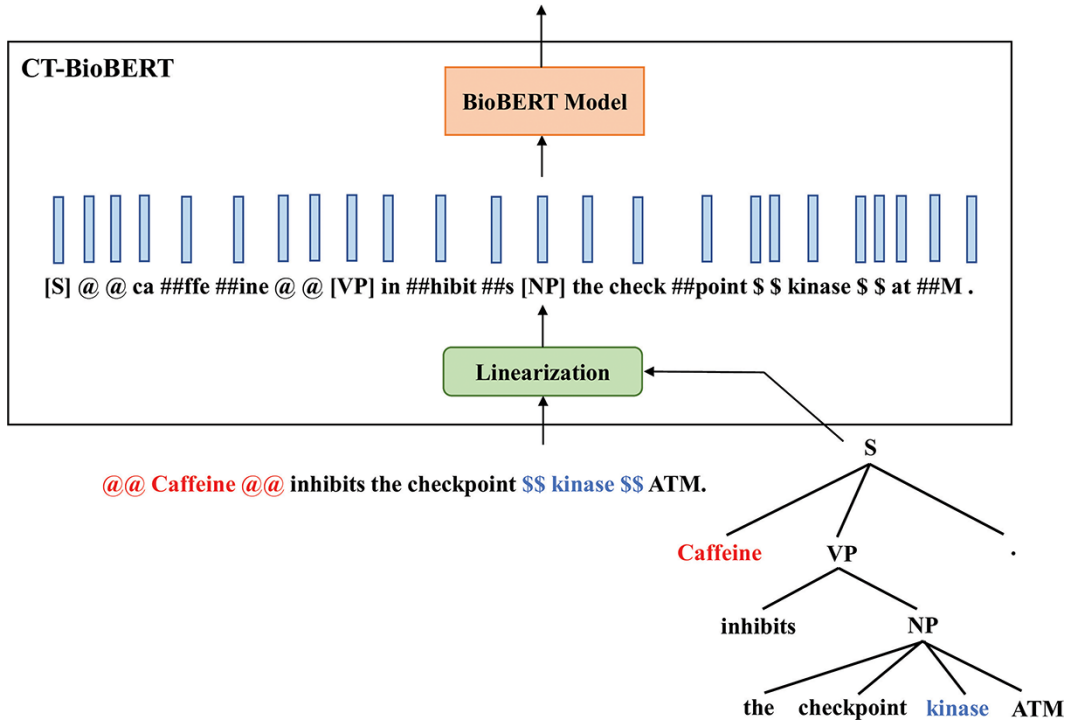 CT-BioBERT
BioBERT Model
[S] @ @ ca ##ffe ##ine @ @ [VP] in ##hibit ##s [NP] the check ##point $ $ kinase $ $ at ##M .
Linearization
@@ Caffeine @@ inhibits the checkpoint $$ kinase $$ ATM.
S
Caffeine VP .
inhibits NP
the checkpoint kinase ATM